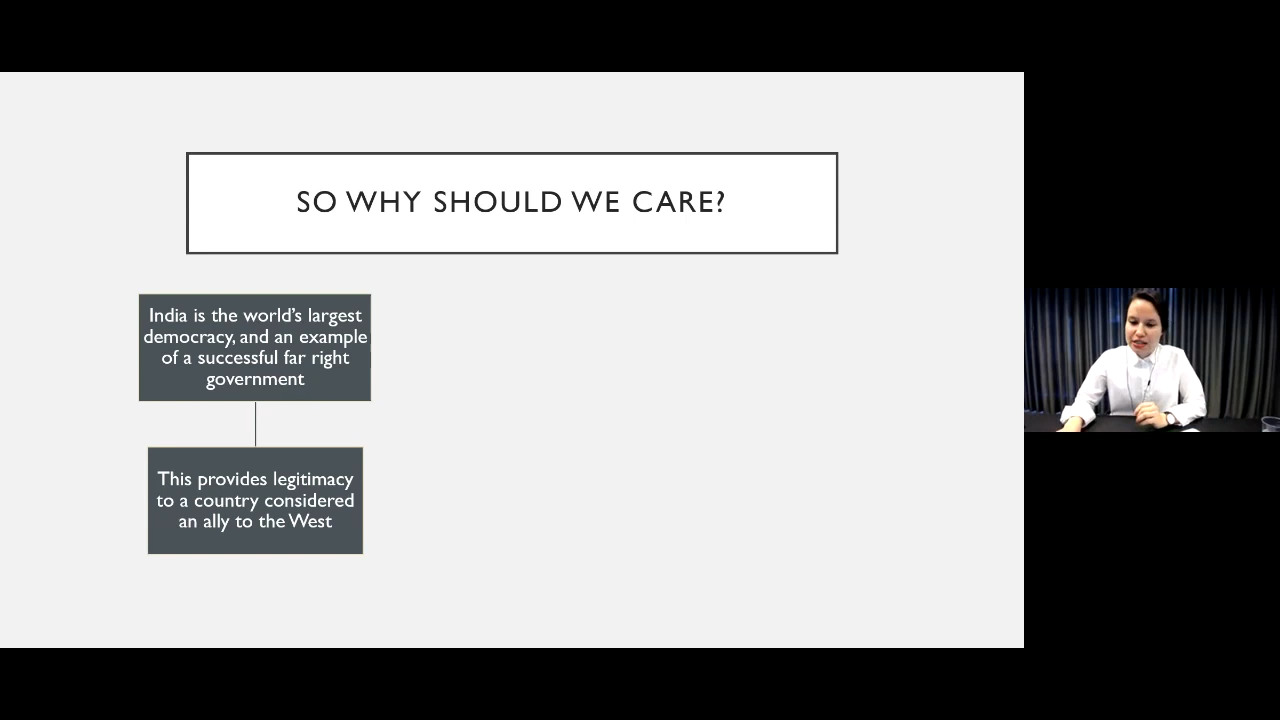 SO WHY SHOULD WE CARE?
India is the world's largest
democracy, and an example
of a successful far right
government
This provides legitimacy
to a country considered
an ally to the West